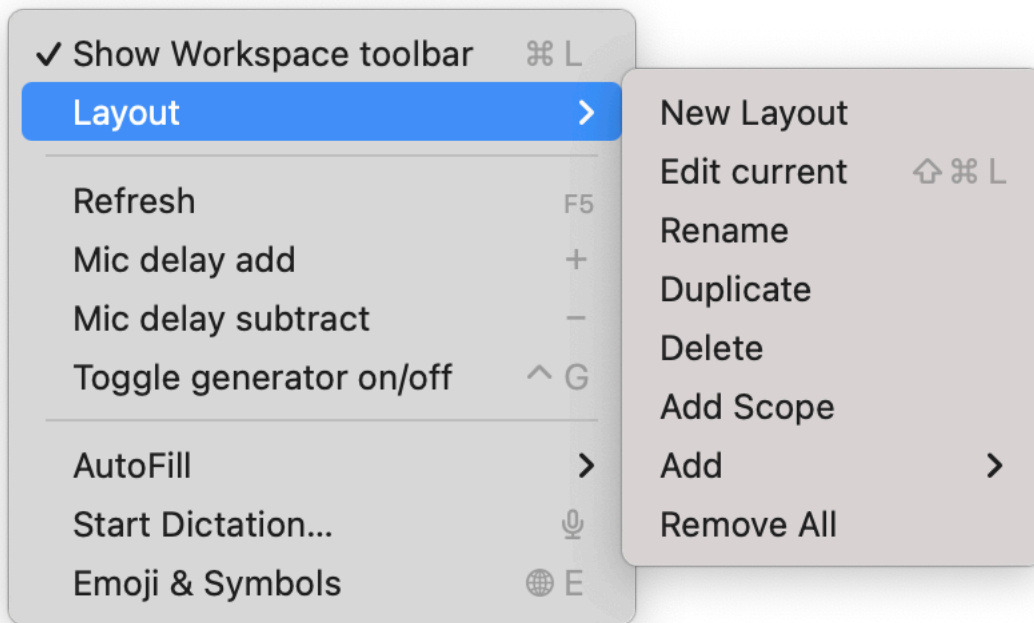 ✓ Show Workspace toolbar ⌘ L
Layout >
Refresh F5
Mic delay add +
Mic delay subtract −
Toggle generator on/off ^ G
AutoFill >
Start Dictation...
Emoji & Symbols 🌐 E
New Layout
Edit current ⇧ ⌘ L
Rename
Duplicate
Delete
Add Scope
Add >
Remove All